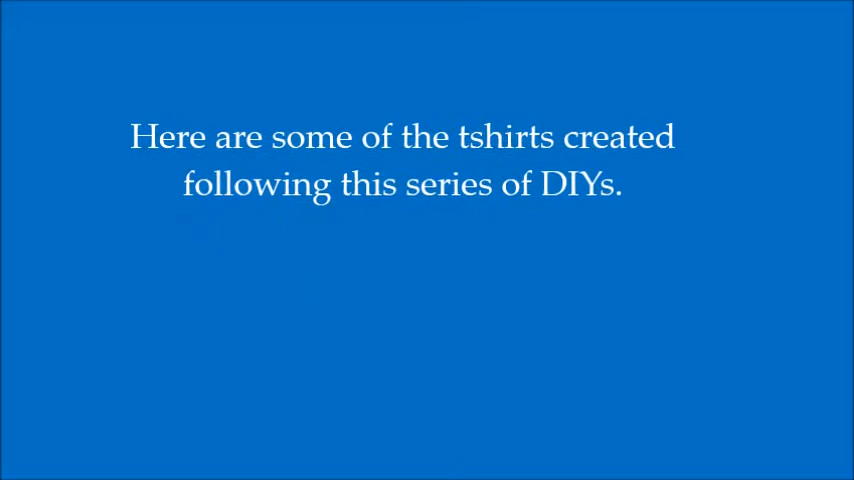 Here are some of the tshirts created
following this series of DIYs.